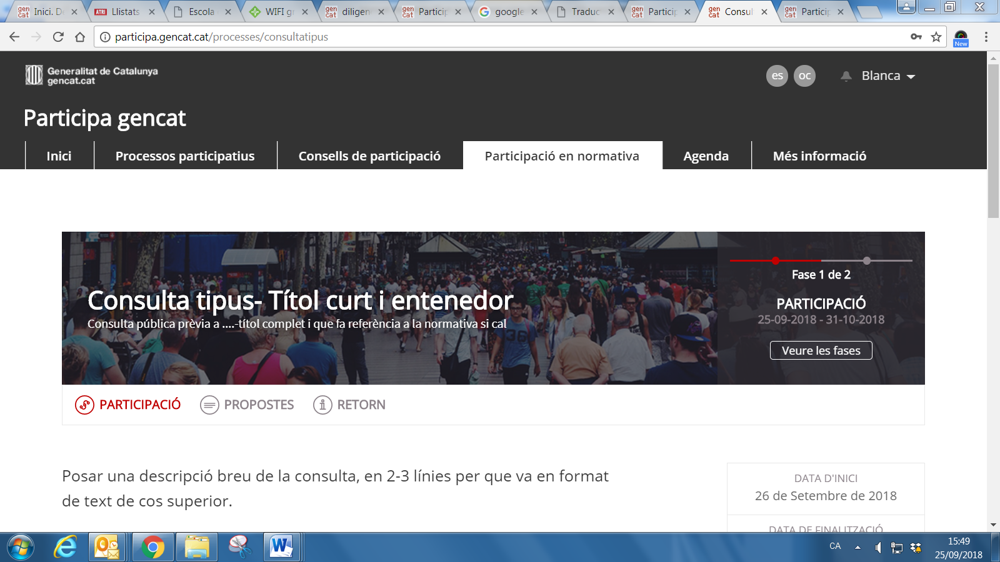 Inici. D
Llistats
Escola
WIFI g
diligen
Particip
google
Traduc
Particip
Consul
Particip
participa.gencat.cat/processes/consultatipus
New
Generalitat de Catalunya
gencat.cat
es
oc
Blanca
Participa gencat
Inici
Processos participatius
Consells de participació
Participació en normativa
Agenda
Més informació
Consulta tipus- Títol curt i entenedor
Consulta pública prèvia a ....-títol complet i que fa referència a la normativa si cal
Fase 1 de 2
PARTICIPACIÓ
25-09-2018 - 31-10-2018
Veure les fases
PARTICIPACIÓ
PROPOSTES
RETORN
Posar una descripció breu de la consulta, en 2-3 línies per que va en format
de text de cos superior.
DATA D'INICI
26 de Setembre de 2018
DATA DE FINALITZACIÓ
CA
15:49
25/09/2018